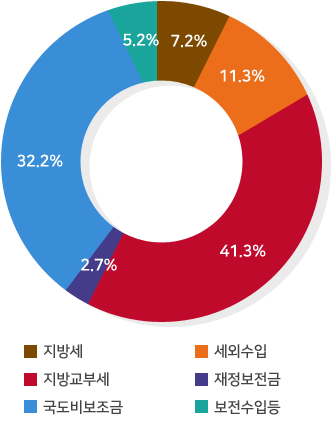 5.2% 7.2%
11.3%
32.2%
41.3%
2.7%
지방세 세외수입
지방교부세 재정보전금
국도비보조금 보전수입등